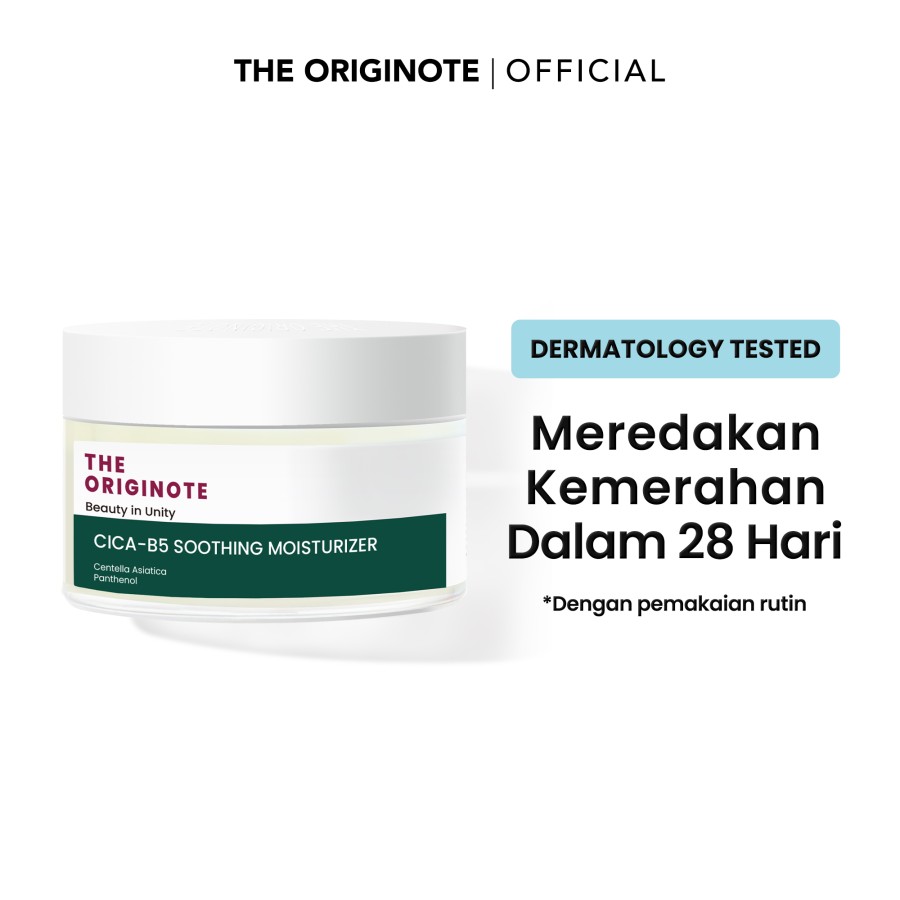 THE ORIGINOTE | OFFICIAL
THE
ORIGINOTE
Beauty in Unity
CICA-B5 SOOTHING MOISTURIZER
Centella Asiatica
Panthenol
DERMATOLOGY TESTED
Meredakan
Kemerahan
Dalam 28 Hari
*Dengan pemakaian rutin